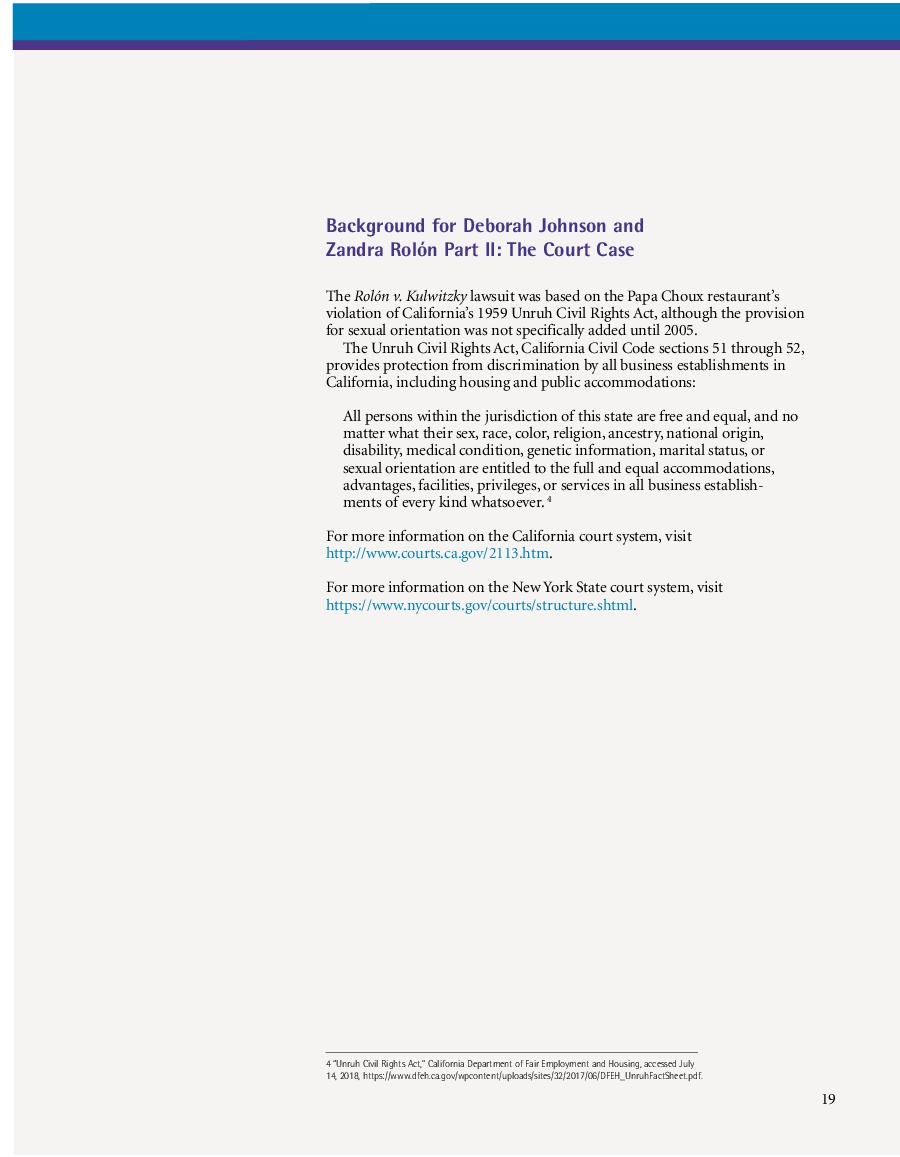 Background for Deborah Johnson and
Zandra Rolón Part II: The Court Case
The Rolón v. Kulwitzky lawsuit was based on the Papa Choux restaurant's
violation of California's 1959 Unruh Civil Rights Act, although the provision
for sexual orientation was not specifically added until 2005.
The Unruh Civil Rights Act, California Civil Code sections 51 through 52,
provides protection from discrimination by all business establishments in
California, including housing and public accommodations:
All persons within the jurisdiction of this state are free and equal, and no
matter what their sex, race, color, religion, ancestry, national origin,
disability, medical condition, genetic information, marital status, or
sexual orientation are entitled to the full and equal accommodations,
advantages, facilities, privileges, or services in all business establish-
ments of every kind whatsoever. 4
For more information on the California court system, visit
http://www.courts.ca.gov/2113.htm.
For more information on the New York State court system, visit
https://www.nycourts.gov/courts/structure.shtml.
4 “Unruh Civil Rights Act,” California Department of Fair Employment and Housing, accessed July
14, 2018, https://www.dfeh.ca.gov/wpcontent/uploads/sites/32/2017/06/DFEH_UnruhFactSheet.pdf.
19